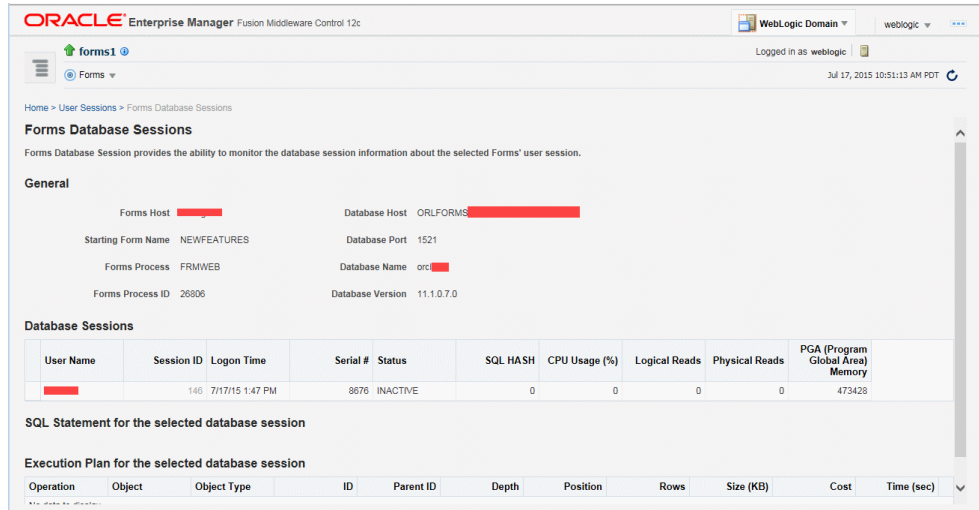 ORACLE Enterprise Manager Fusion Middleware Control 12c
WebLogic Domain
weblogic
forms1
Logged in as weblogic
Forms
Jul 17, 2015 10:51:13 AM PDT
Home > User Sessions > Forms Database Sessions
Forms Database Sessions
Forms Database Session provides the ability to monitor the database session information about the selected Forms' user session.
General
Forms Host
Database Host ORLFORMS
Starting Form Name NEWFEATURES
Database Port 1521
Forms Process FRMWEB
Database Name orcl
Forms Process ID 26806
Database Version 11.1.0.7.0
Database Sessions
User Name Session ID Logon Time Serial # Status SQL HASH CPU Usage (%) Logical Reads Physical Reads PGA (Program Global Area) Memory
146 7/17/15 1:47 PM 8676 INACTIVE 0 0 0 0 473428
SQL Statement for the selected database session
Execution Plan for the selected database session
Operation Object Object Type ID Parent ID Depth Position Rows Size (KB) Cost Time (sec)